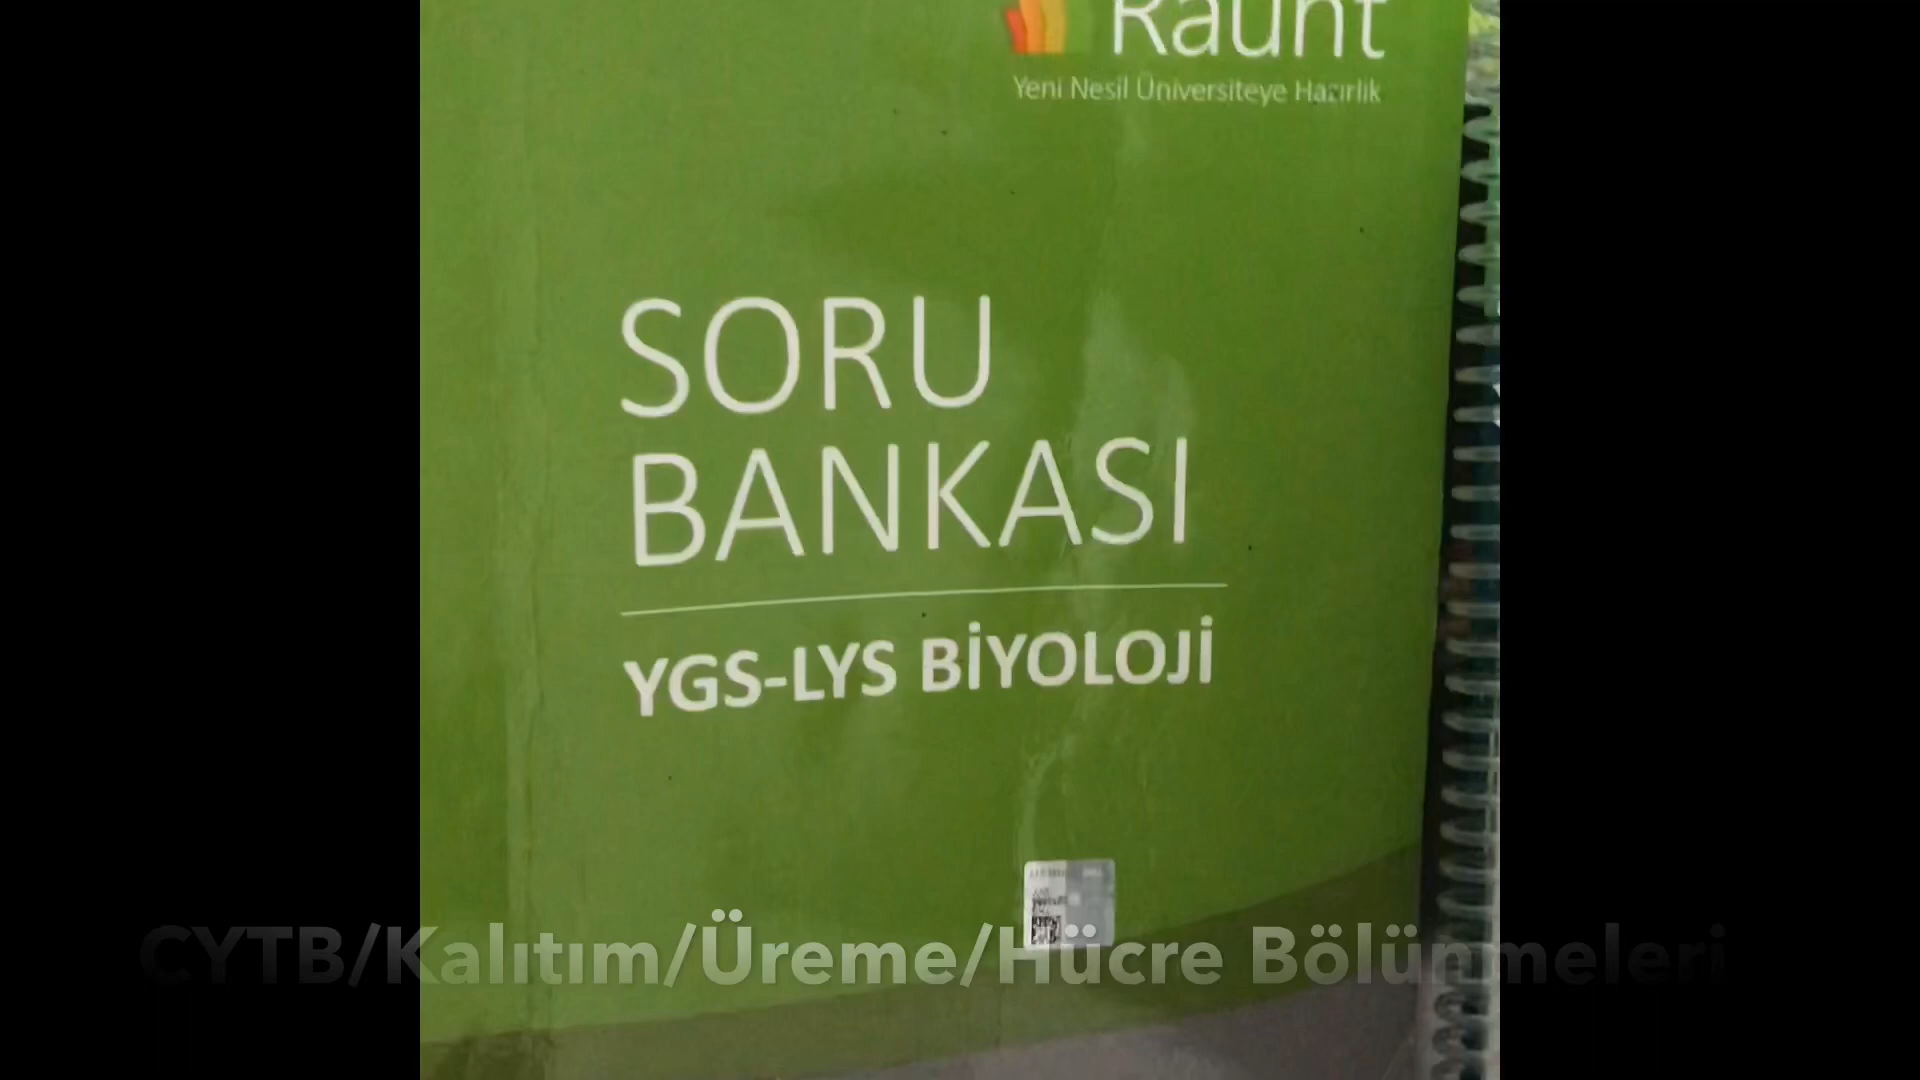 Raunt
Yeni Nesil Üniversiteye Hazırlık
SORU
BANKASI
YGS-LYS BİYOLOJİ
CYTB/Kalıtım/Üreme/Hücre Bölünmeleri